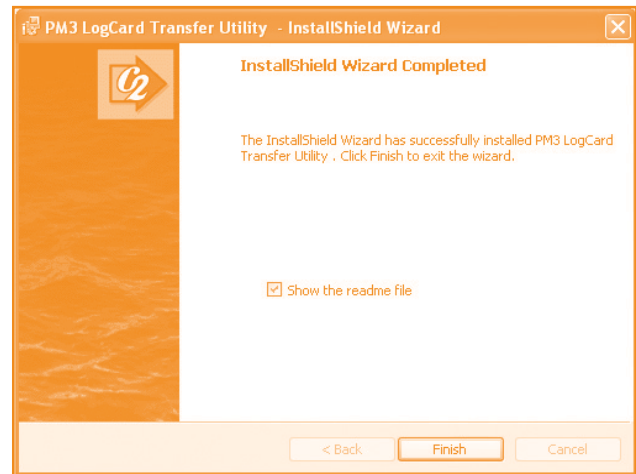 PM3 LogCard Transfer Utility - InstallShield Wizard
C2
InstallShield Wizard Completed
The InstallShield Wizard has successfully installed PM3 LogCard
Transfer Utility . Click Finish to exit the wizard.
Show the readme file
< Back
Finish
Cancel